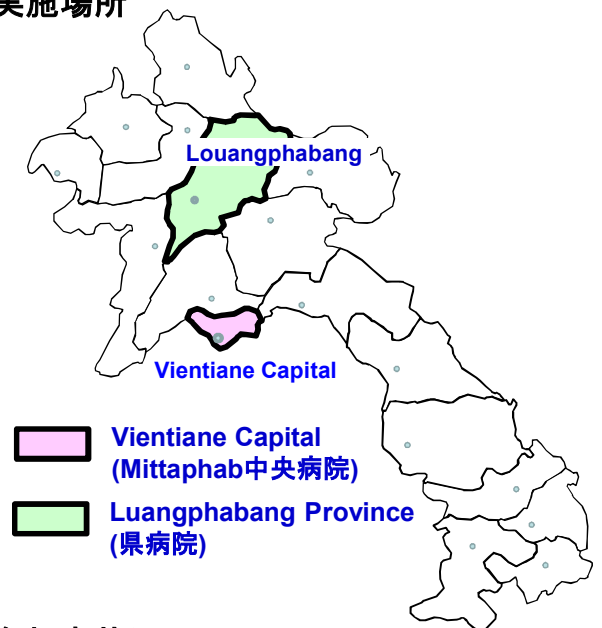 実施場所
Louangphabang
Vientiane Capital
Vientiane Capital
(Mittaphab中央病院)
Luangphabang Province
(県病院)